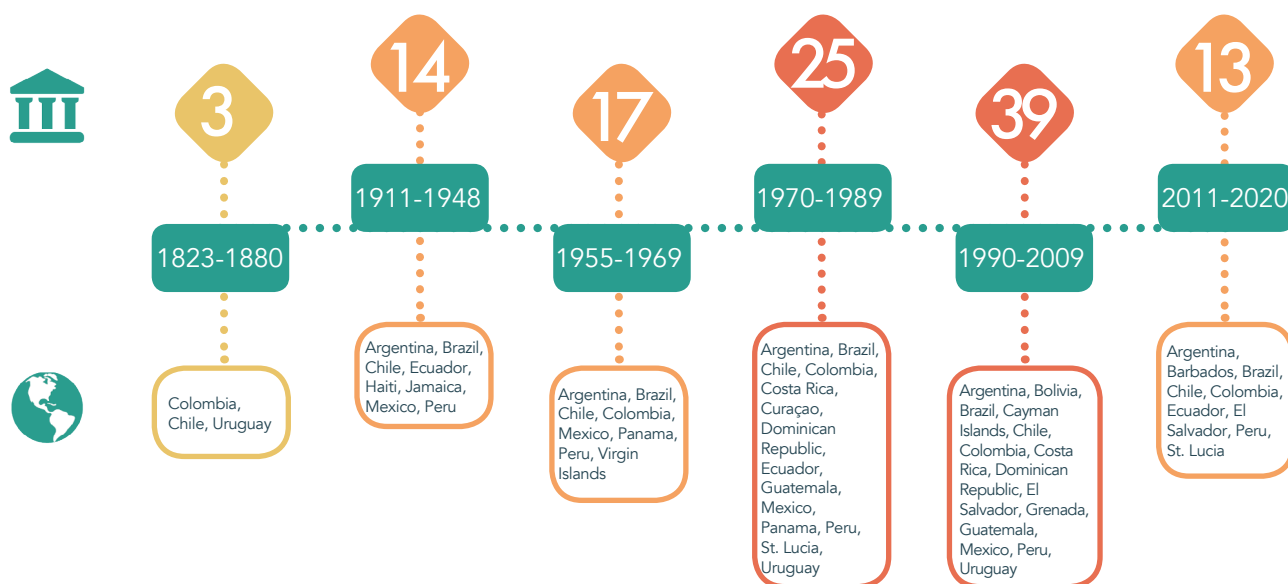 3
14
17
25
39
13
1823-1880
1911-1948
1955-1969
1970-1989
1990-2009
2011-2020
Colombia,
Chile, Uruguay
Argentina, Brazil,
Chile, Ecuador,
Haiti, Jamaica,
Mexico, Peru
Argentina, Brazil,
Chile, Colombia,
Mexico, Panama,
Peru, Virgin
Islands
Argentina, Brazil,
Chile, Colombia,
Costa Rica,
Curaçao,
Dominican
Republic,
Ecuador,
Guatemala,
Mexico,
Panama, Peru,
St. Lucia,
Uruguay
Argentina, Bolivia,
Brazil, Cayman
Islands, Chile,
Colombia, Costa
Rica, Dominican
Republic, El
Salvador, Grenada,
Guatemala,
Mexico, Peru,
Uruguay
Argentina,
Barbados, Brazil,
Chile, Colombia,
Ecuador, El
Salvador, Peru,
St. Lucia